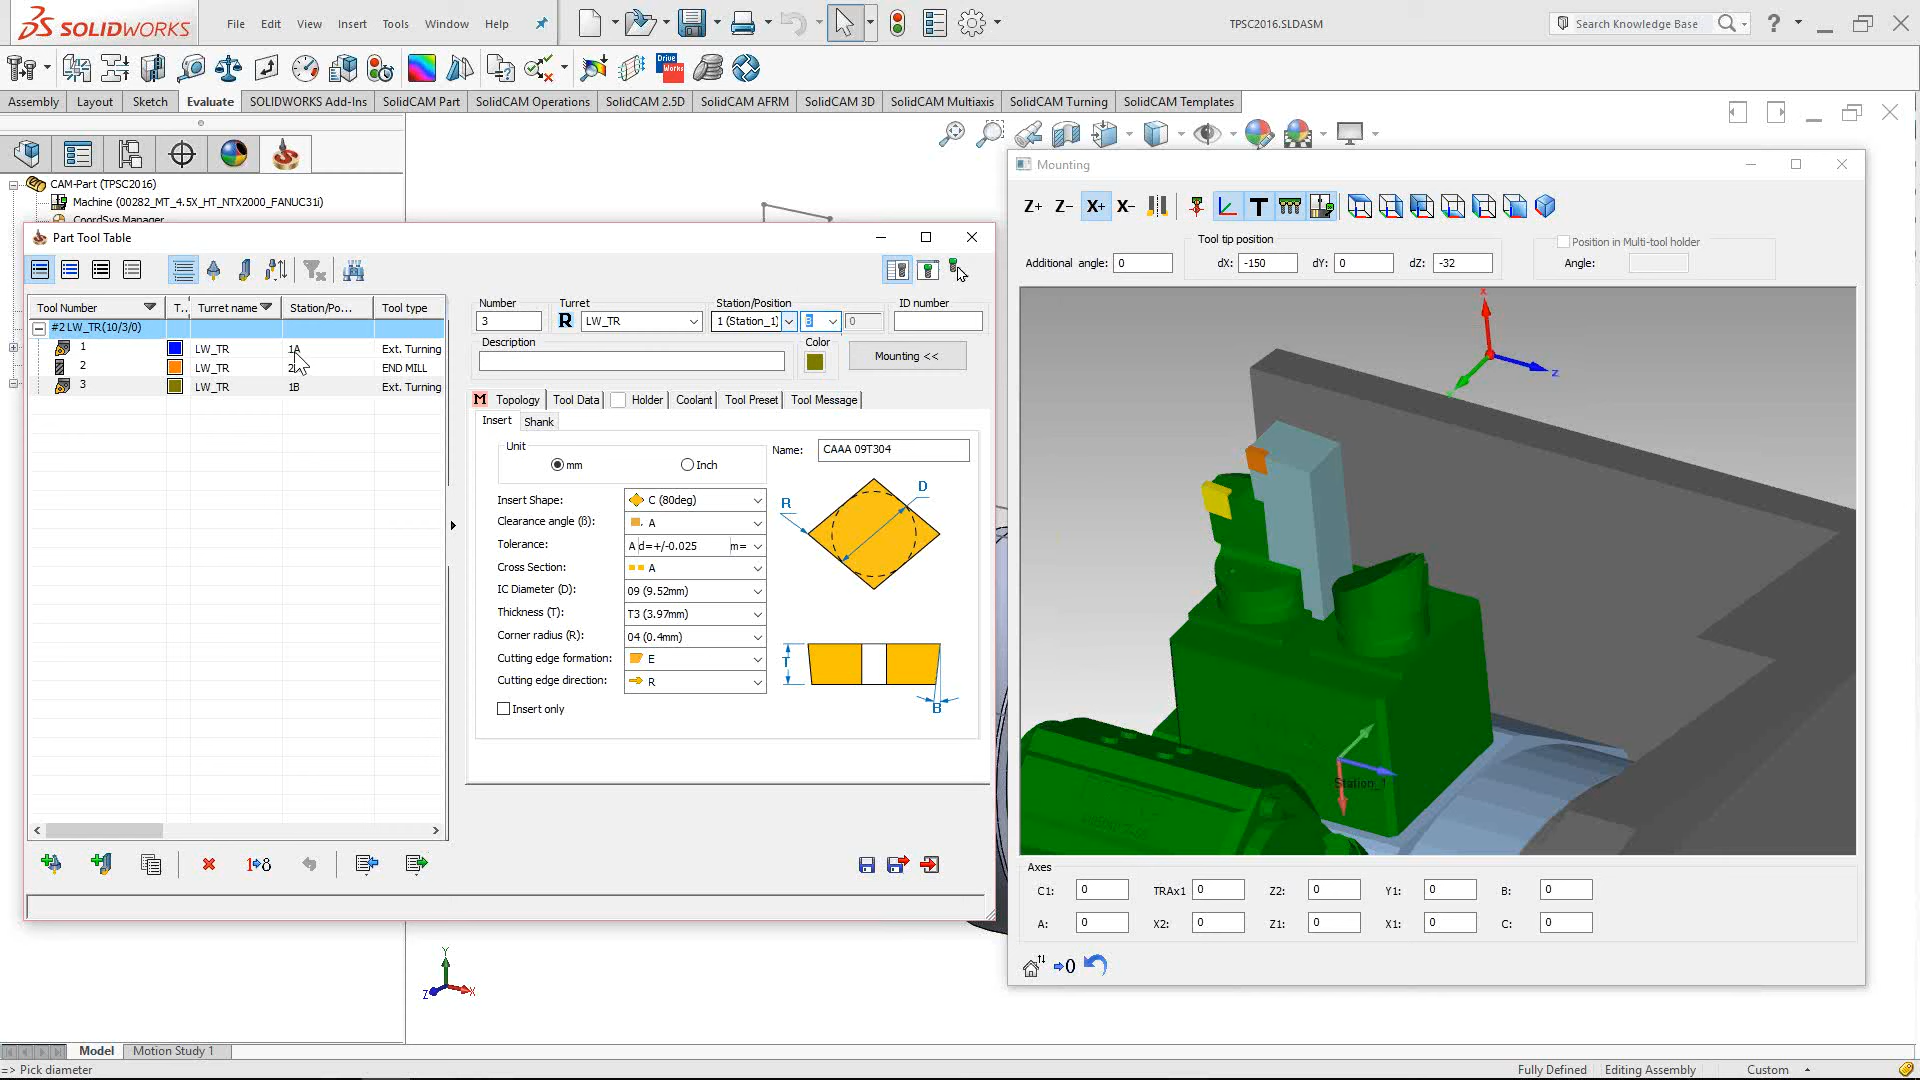 SOLIDWORKS File Edit View Insert Tools Window Help TPSC2016.SLDASM Search Knowledge Base ?
Drive Works
Assembly Layout Sketch Evaluate SOLIDWORKS Add-Ins SolidCAM Part SolidCAM Operations SolidCAM 2.5D SolidCAM AFRM SolidCAM 3D SolidCAM Multiaxis SolidCAM Turning SolidCAM Templates
CAM-Part (TPSC2016)
Machine (00282_MT_4.5X_HT_NTX2000_FANUC31i)
CoordSys Manager
Part Tool Table
Tool Number T.. Turret name Station/Po... Tool type
#2 LW_TR(10/3/0)
1 LW_TR 1A Ext. Turning
2 LW_TR 2 END MILL
3 LW_TR 1B Ext. Turning
Number Turret Station/Position ID number
3 R LW_TR 1 (Station_1) B 0
Description Color
Mounting <<
M Topology Tool Data Holder Coolant Tool Preset Tool Message
Insert Shank
Unit
mm Inch
Name: CAAA 09T304
Insert Shape: C (80deg)
Clearance angle (β): A
Tolerance: A d=+/-0.025 m=
Cross Section: A
IC Diameter (D): 09 (9.52mm)
Thickness (T): T3 (3.97mm)
Corner radius (R): 04 (0.4mm)
Cutting edge formation: E
Cutting edge direction: R
Insert only
R D
T
B
1→8
Mounting
Z+ Z- X+ X- T
Additional angle: 0
Tool tip position
dX: -150 dY: 0 dZ: -32
Position in Multi-tool holder
Angle:
X
Z
Station_1
Axes
C1: 0 TRAx1 0 Z2: 0 Y1: 0 B: 0
A: 0 X2: 0 Z1: 0 X1: 0 C: 0
→0
Y
Z X
Model Motion Study 1
=> Pick diameter Fully Defined Editing Assembly Custom